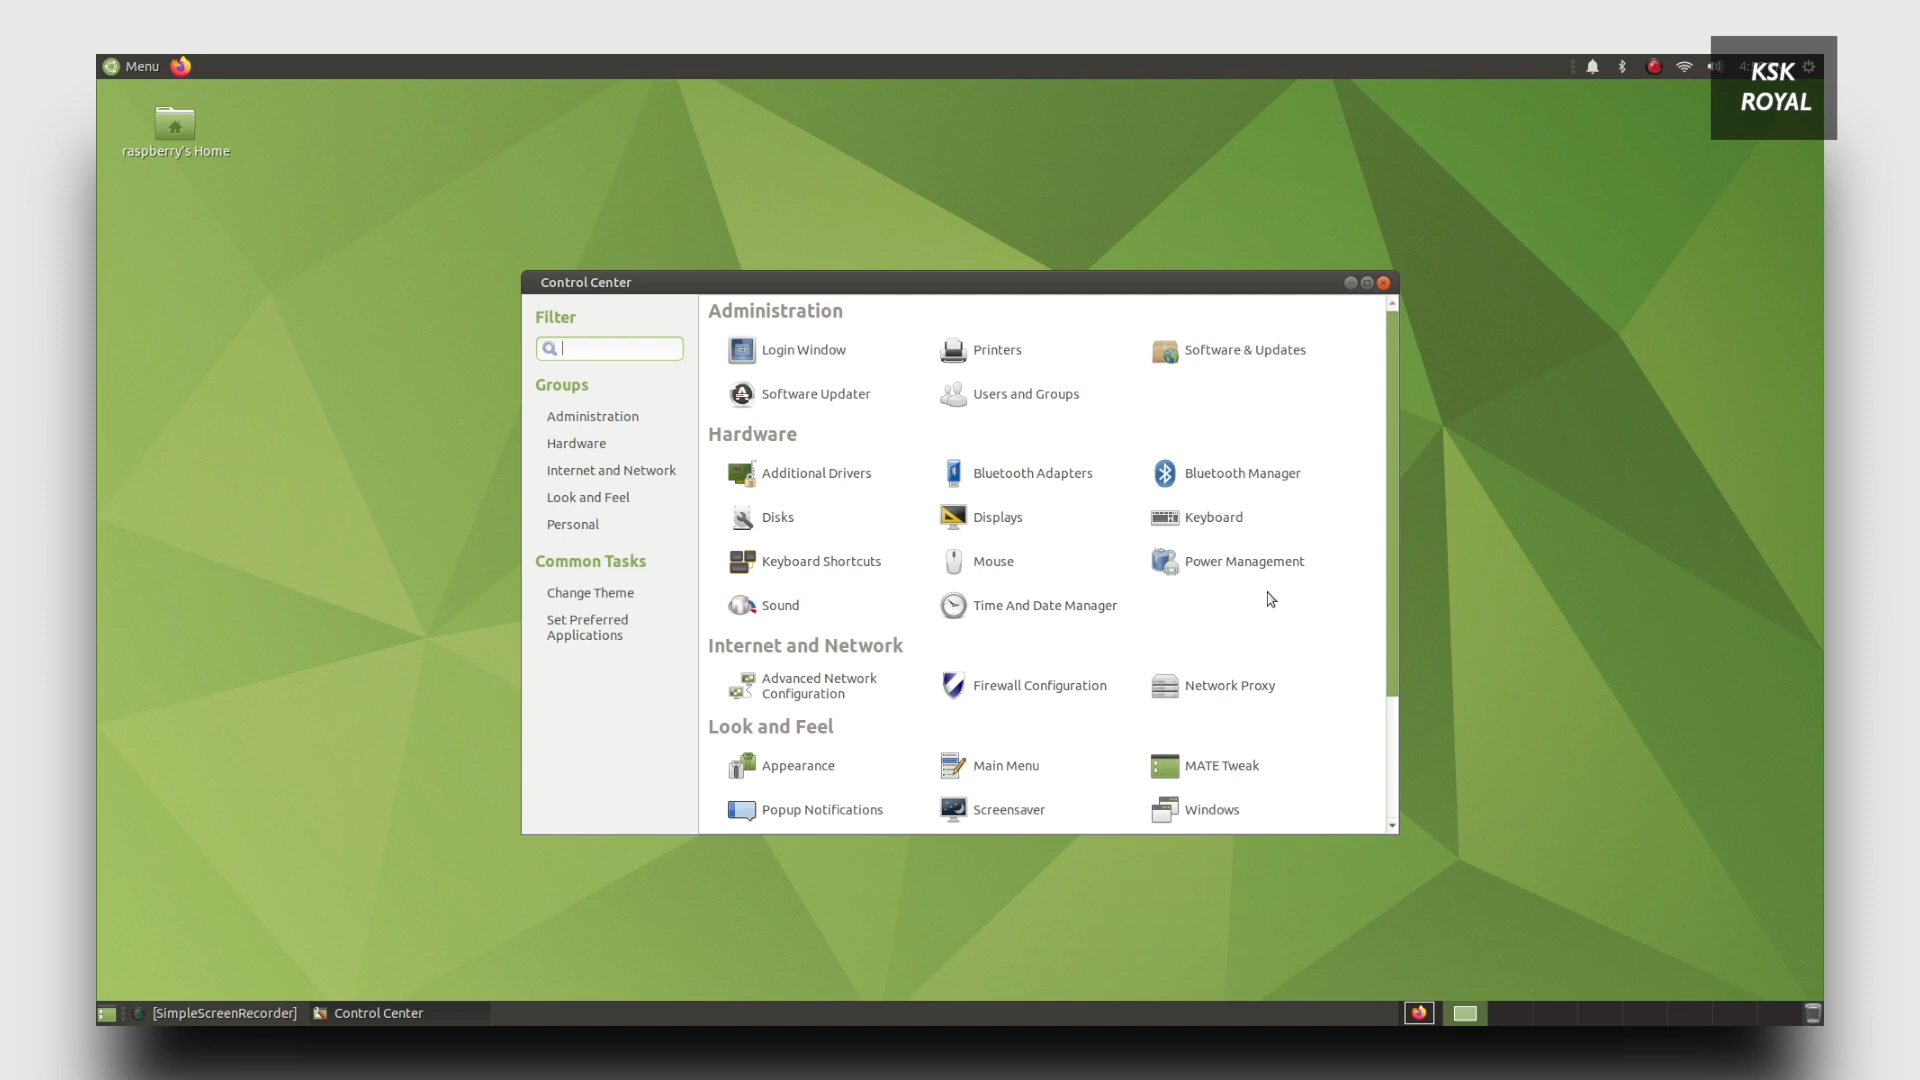 Menu
KSK
ROYAL
raspberry's Home
Control Center
Filter
Groups
Administration
Hardware
Internet and Network
Look and Feel
Personal
Common Tasks
Change Theme
Set Preferred
Applications
Administration
Login Window
Printers
Software & Updates
Software Updater
Users and Groups
Hardware
Additional Drivers
Bluetooth Adapters
Bluetooth Manager
Disks
Displays
Keyboard
Keyboard Shortcuts
Mouse
Power Management
Sound
Time And Date Manager
Internet and Network
Advanced Network
Configuration
Firewall Configuration
Network Proxy
Look and Feel
Appearance
Main Menu
MATE Tweak
Popup Notifications
Screensaver
Windows
[SimpleScreenRecorder]
Control Center